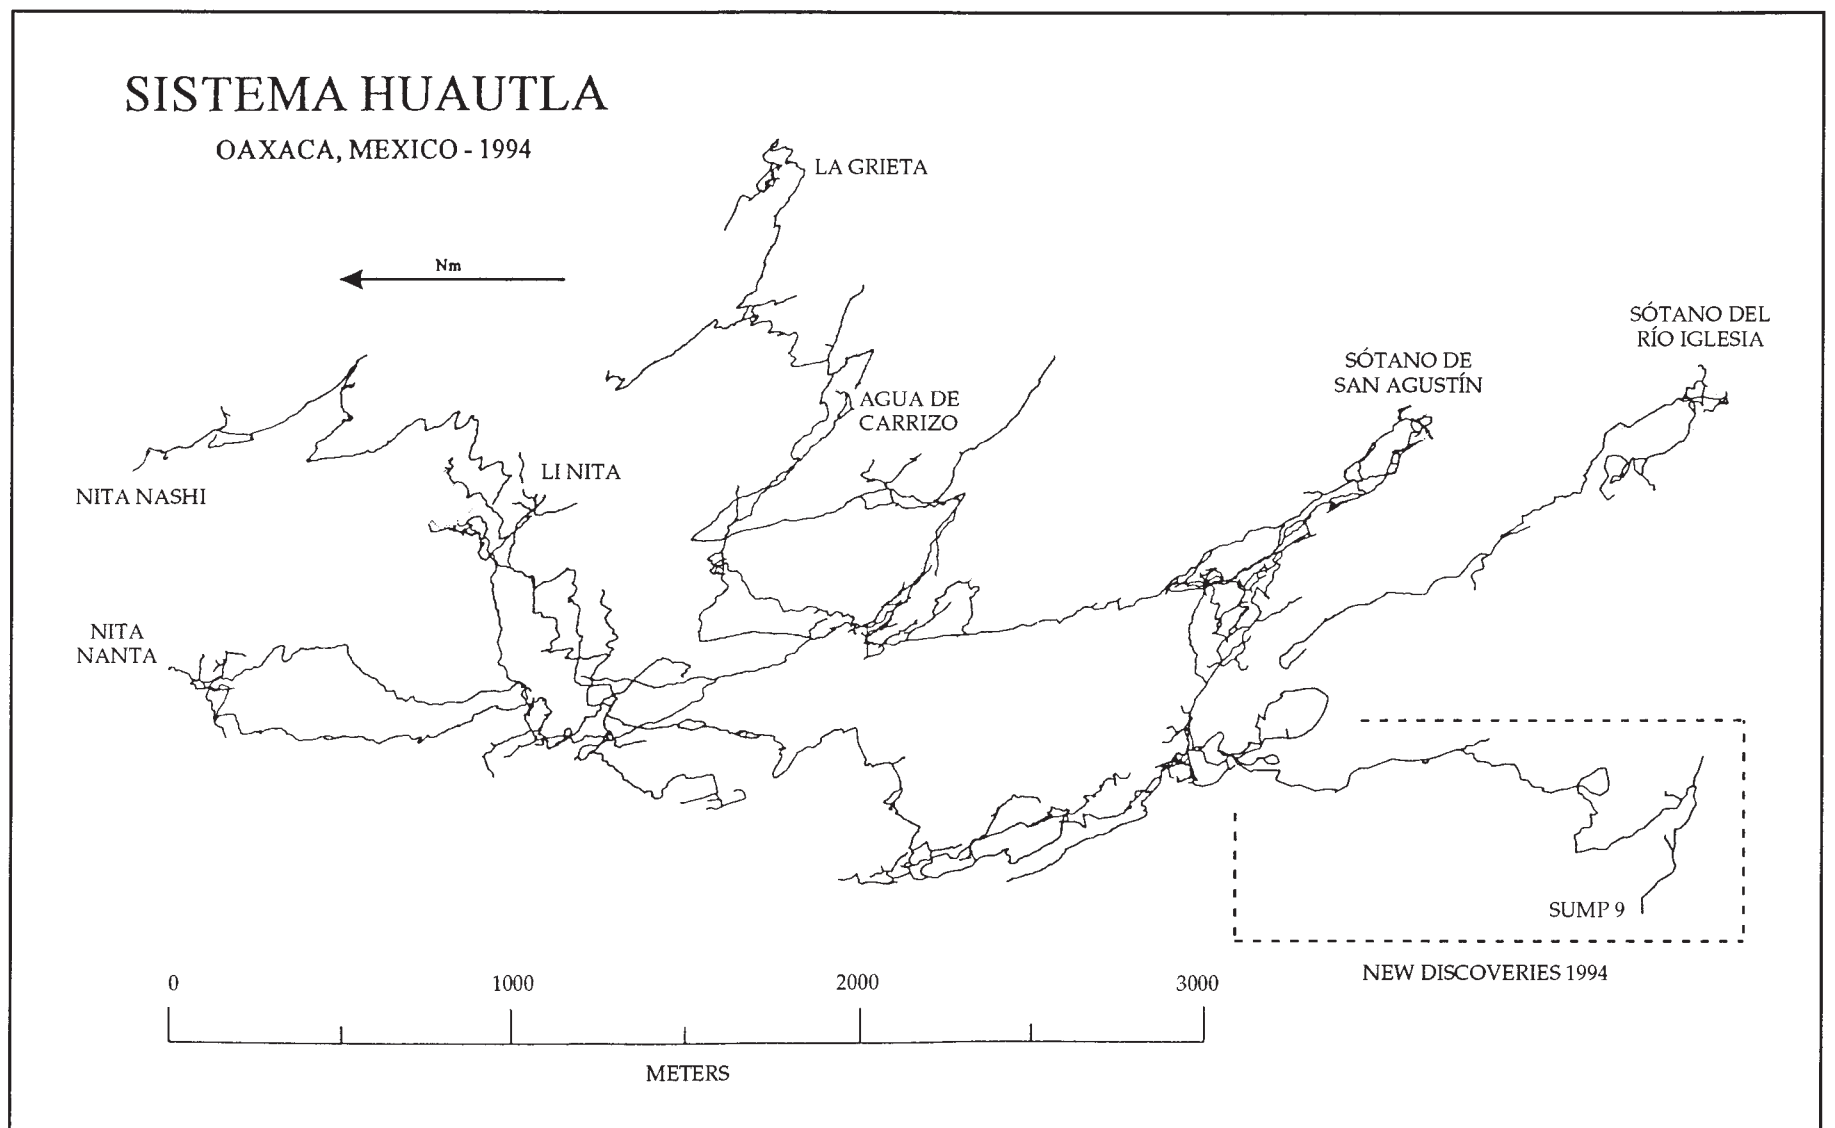 SISTEMA HUAUTLA
OAXACA, MEXICO - 1994
LA GRIETA
Nm
SÓTANO DEL
RÍO IGLESIA
SÓTANO DE
SAN AGUSTÍN
AGUA DE
CARRIZO
LI NITA
NITA NASHI
NITA
NANTA
SUMP 9
NEW DISCOVERIES 1994
0 1000 2000 3000
METERS